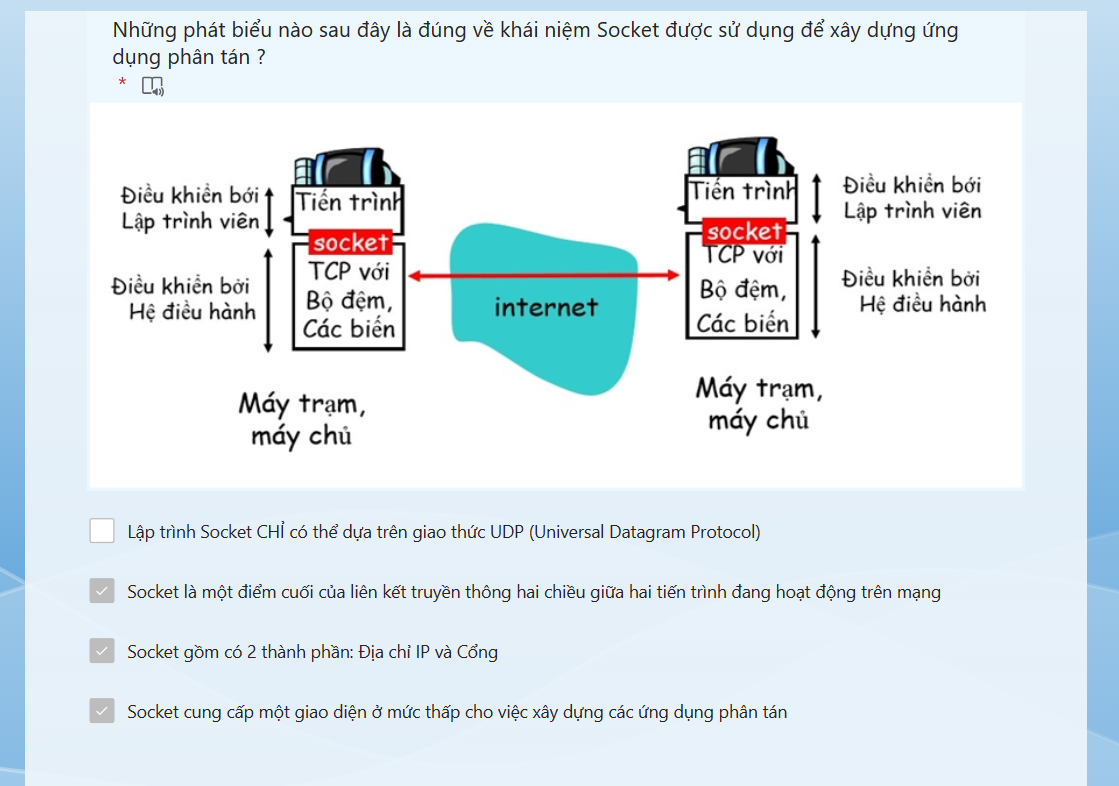 Những phát biểu nào sau đây là đúng về khái niệm Socket được sử dụng để xây dựng ứng
dụng phân tán ?
*
Điều khiển bới
Lập trình viên
Tiến trình
socket
TCP với
Bộ đệm,
Các biến
Điều khiển bởi
Hệ điều hành
Máy trạm,
máy chủ
internet
Tiến trình
socket
TCP với
Bộ đệm,
Các biến
Điều khiển bới
Lập trình viên
Điều khiển bởi
Hệ điều hành
Máy trạm,
máy chủ
Lập trình Socket CHỈ có thể dựa trên giao thức UDP (Universal Datagram Protocol)
Socket là một điểm cuối của liên kết truyền thông hai chiều giữa hai tiến trình đang hoạt động trên mạng
Socket gồm có 2 thành phần: Địa chỉ IP và Cổng
Socket cung cấp một giao diện ở mức thấp cho việc xây dựng các ứng dụng phân tán